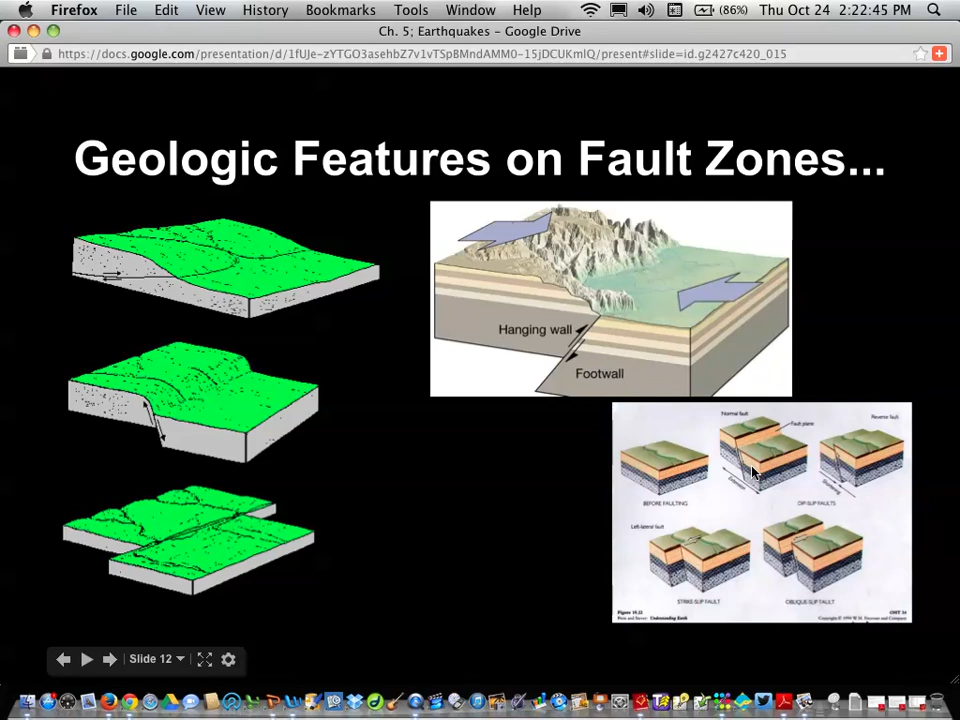 Firefox File Edit View History Bookmarks Tools Window Help (86%) Thu Oct 24 2:22:45 PM
Ch. 5; Earthquakes – Google Drive
https://docs.google.com/presentation/d/1fUJe-zYTGO3asehbZ7v1vTSpBMndAMM0-15jDCUKmlQ/present#slide=id.g2427c420_015
Geologic Features on Fault Zones...
Hanging wall
Footwall
Normal fault
Fault plane
Reverse fault
BEFORE FAULTING
DIP-SLIP FAULTS
Left-lateral fault
STRIKE-SLIP FAULT
OBLIQUE-SLIP FAULT
Understanding Earth
Slide 12